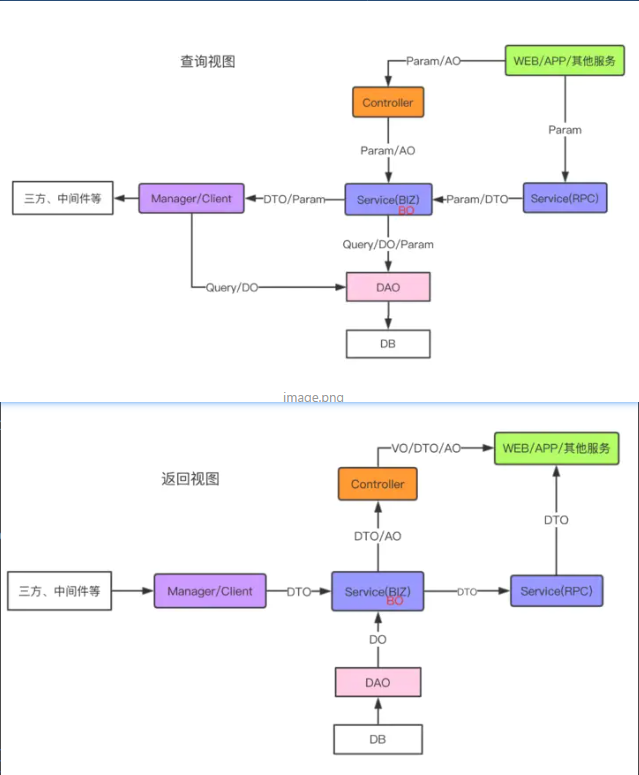 查询视图
Param/AO
WEB/APP/其他服务
Controller
Param
Param/AO
三方、中间件等
Manager/Client
DTO/Param
Service(BIZ)
BO
Param/DTO
Service(RPC)
Query/DO/Param
Query/DO
DAO
DB
image.png
返回视图
VO/DTO/AO
WEB/APP/其他服务
Controller
DTO
DTO/AO
三方、中间件等
Manager/Client
DTO
Service(BIZ)
BO
DTO
Service(RPC)
DO
DAO
DB